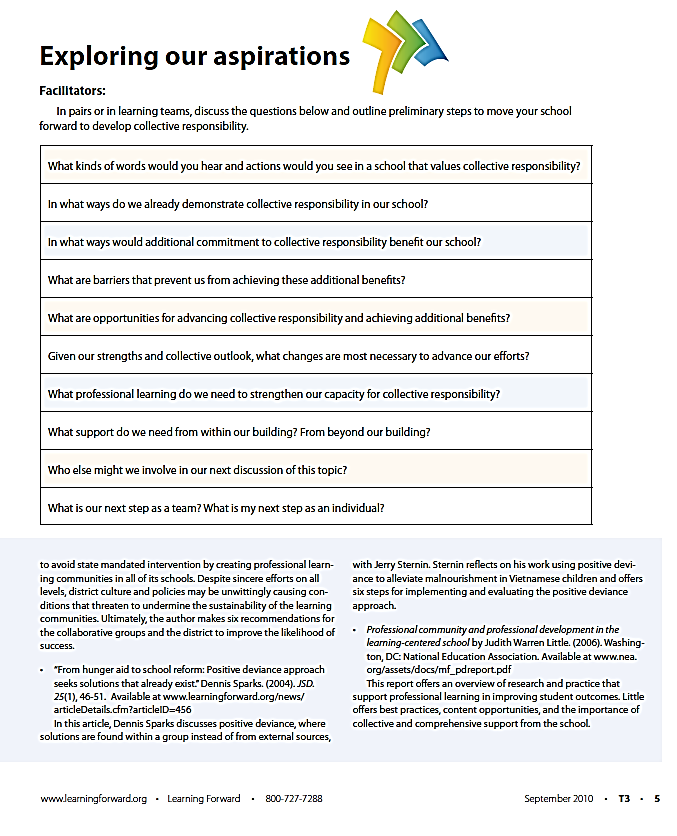 Exploring our aspirations
Facilitators:
In pairs or in learning teams, discuss the questions below and outline preliminary steps to move your school
forward to develop collective responsibility.
What kinds of words would you hear and actions would you see in a school that values collective responsibility?
In what ways do we already demonstrate collective responsibility in our school?
In what ways would additional commitment to collective responsibility benefit our school?
What are barriers that prevent us from achieving these additional benefits?
What are opportunities for advancing collective responsibility and achieving additional benefits?
Given our strengths and collective outlook, what changes are most necessary to advance our efforts?
What professional learning do we need to strengthen our capacity for collective responsibility?
What support do we need from within our building? From beyond our building?
Who else might we involve in our next discussion of this topic?
What is our next step as a team? What is my next step as an individual?
to avoid state mandated intervention by creating professional learn-
ing communities in all of its schools. Despite sincere efforts on all
levels, district culture and policies may be unwittingly causing con-
ditions that threaten to undermine the sustainability of the learning
communities. Ultimately, the author makes six recommendations for
the collaborative groups and the district to improve the likelihood of
success.
• "From hunger aid to school reform: Positive deviance approach
seeks solutions that already exist." Dennis Sparks. (2004). JSD.
25(1), 46-51. Available at www.learningforward.org/news/
articleDetails.cfm?articleID=456
In this article, Dennis Sparks discusses positive deviance, where
solutions are found within a group instead of from external sources,
with Jerry Sternin. Sternin reflects on his work using positive devi-
ance to alleviate malnourishment in Vietnamese children and offers
six steps for implementing and evaluating the positive deviance
approach.
• Professional community and professional development in the
learning-centered school by Judith Warren Little. (2006). Washing-
ton, DC: National Education Association. Available at www.nea.
org/assets/docs/mf_pdreport.pdf
This report offers an overview of research and practice that
support professional learning in improving student outcomes. Little
offers best practices, content opportunities, and the importance of
collective and comprehensive support from the school.
www.learningforward.org • Learning Forward • 800-727-7288
September 2010 • T3 • 5